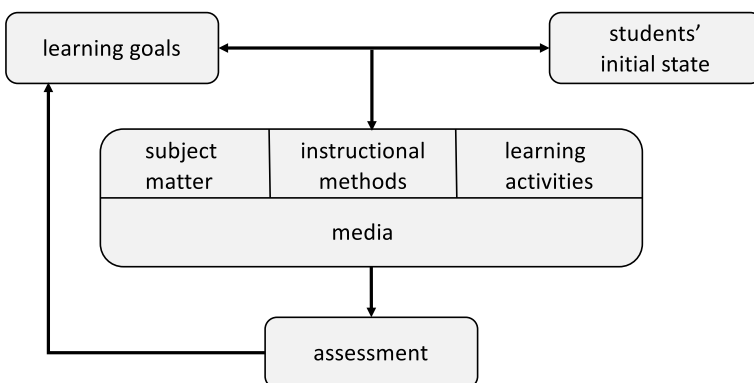 learning goals
students’
initial state
subject
matter
instructional
methods
learning
activities
media
assessment